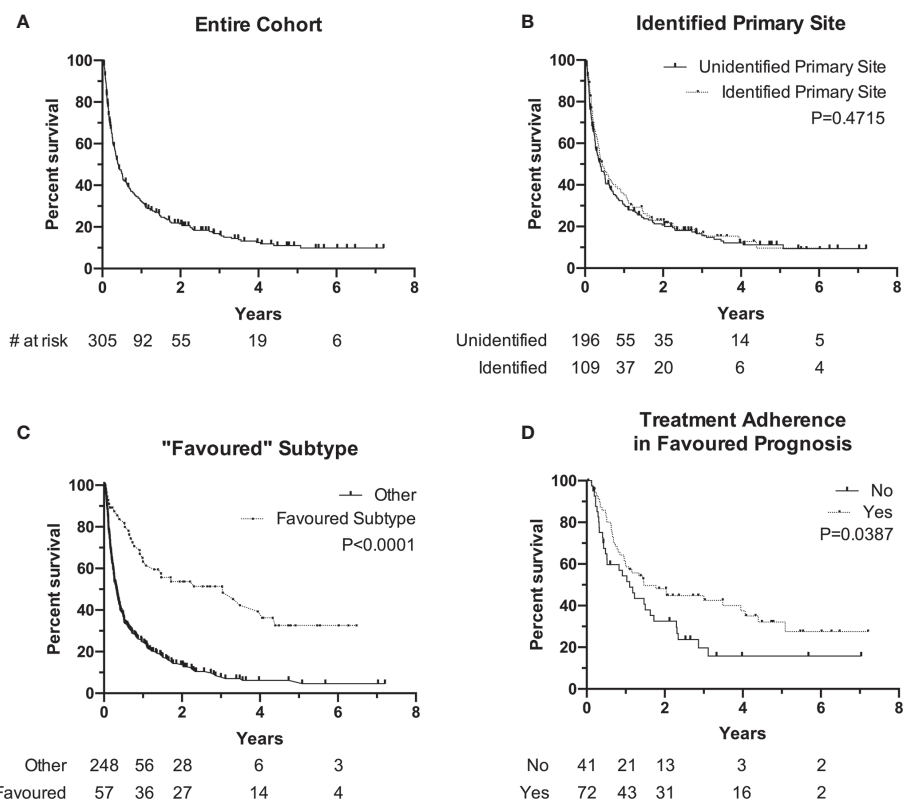 A
Entire Cohort
100
80
60
40
20
0
Percent survival
0 2 4 6 8
Years
# at risk 305 92 55 19 6
B
Identified Primary Site
100
80
60
40
20
0
Percent survival
Unidentified Primary Site
Identified Primary Site
P=0.4715
0 2 4 6 8
Years
Unidentified 196 55 35 14 5
Identified 109 37 20 6 4
C
"Favoured" Subtype
100
80
60
40
20
0
Percent survival
Other
Favoured Subtype
P<0.0001
0 2 4 6 8
Years
Other 248 56 28 6 3
Favoured 57 36 27 14 4
D
Treatment Adherence
in Favoured Prognosis
100
80
60
40
20
0
Percent survival
No
Yes
P=0.0387
0 2 4 6 8
Years
No 41 21 13 3 2
Yes 72 43 31 16 2